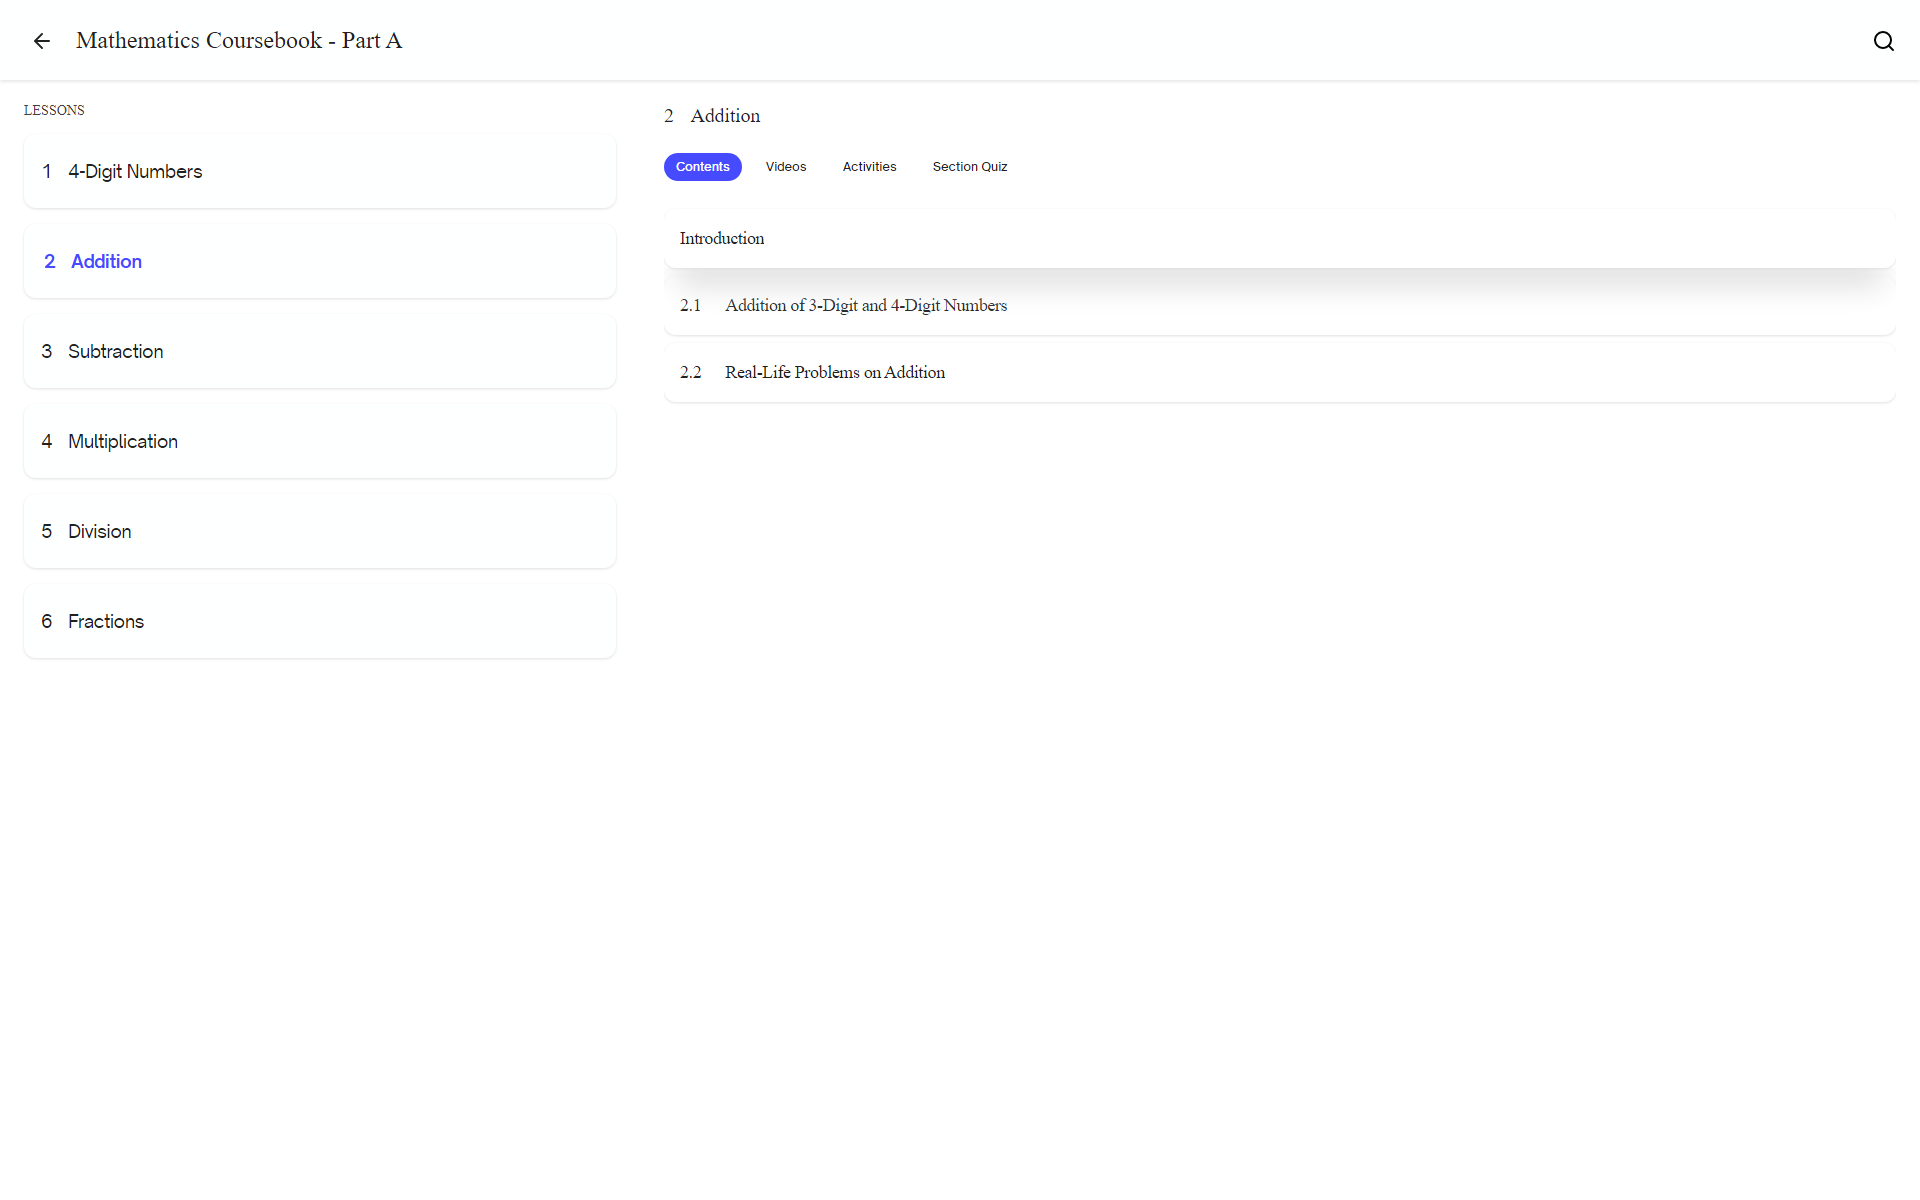 Mathematics Coursebook - Part A
LESSONS
1 4-Digit Numbers
2 Addition
3 Subtraction
4 Multiplication
5 Division
6 Fractions
2 Addition
Contents Videos Activities Section Quiz
Introduction
2.1 Addition of 3-Digit and 4-Digit Numbers
2.2 Real-Life Problems on Addition